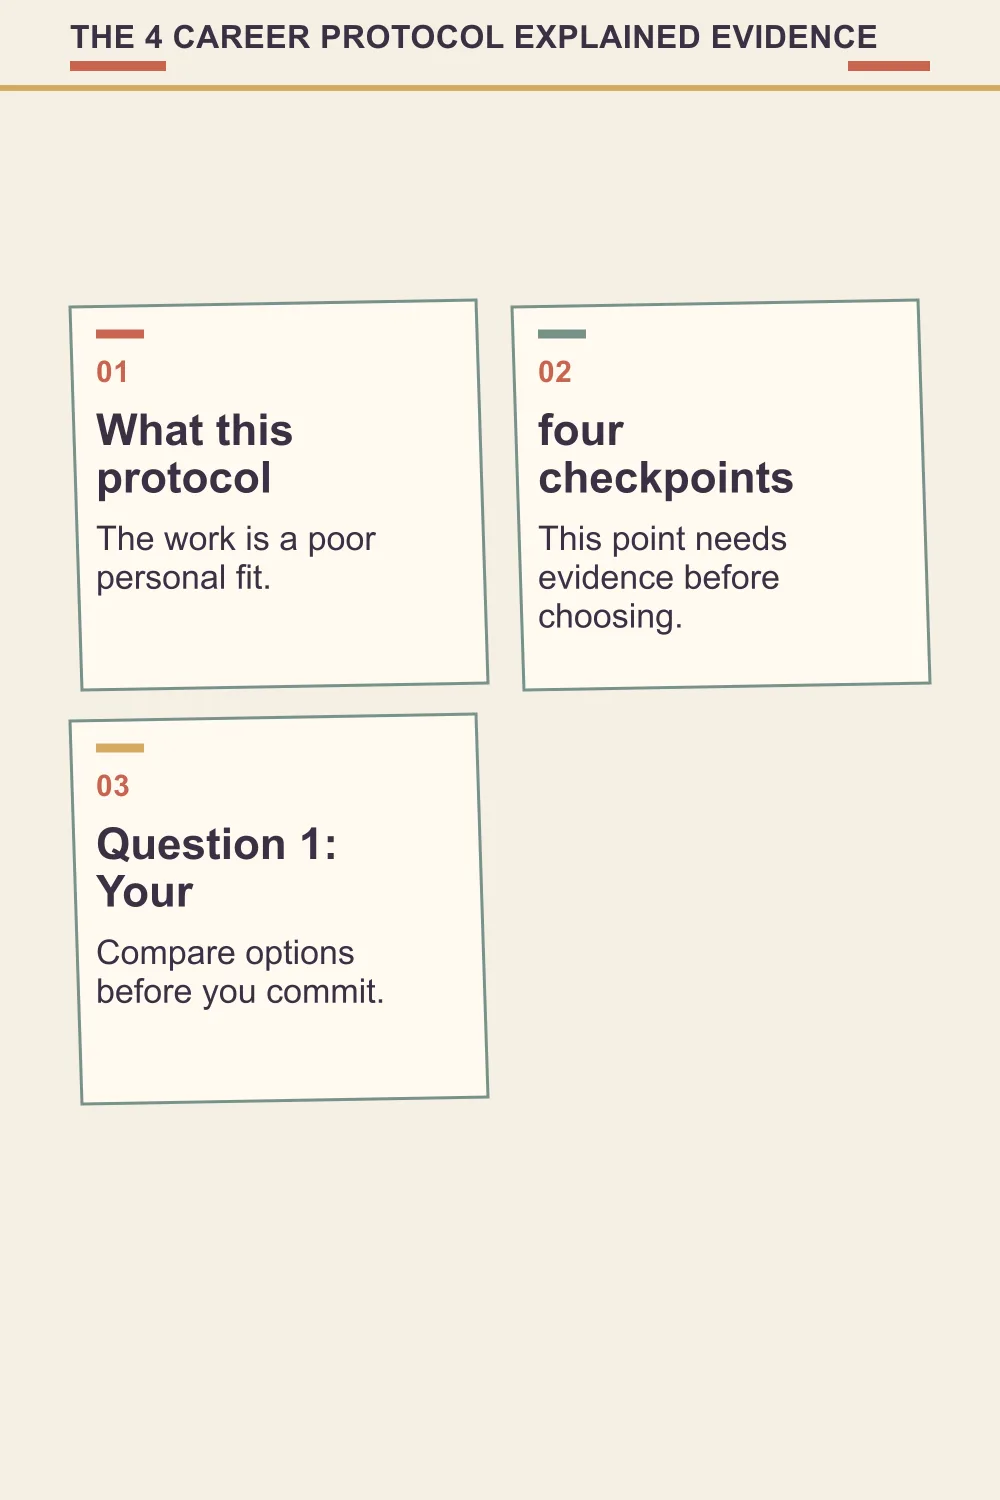 THE 4 CAREER PROTOCOL EXPLAINED EVIDENCE
01
What this
protocol
The work is a poor
personal fit.
02
four
checkpoints
This point needs
evidence before
choosing.
03
Question 1:
Your
Compare options
before you commit.